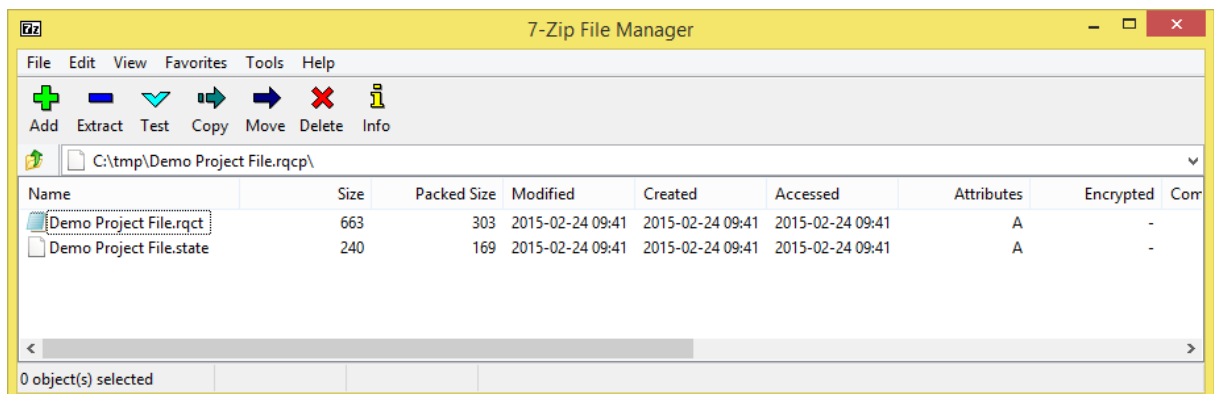 7z 7-Zip File Manager
File Edit View Favorites Tools Help
Add Extract Test Copy Move Delete Info
C:\tmp\Demo Project File.rqcp\
Name Size Packed Size Modified Created Accessed Attributes Encrypted Com
Demo Project File.rqct 663 303 2015-02-24 09:41 2015-02-24 09:41 2015-02-24 09:41 A -
Demo Project File.state 240 169 2015-02-24 09:41 2015-02-24 09:41 2015-02-24 09:41 A -
0 object(s) selected